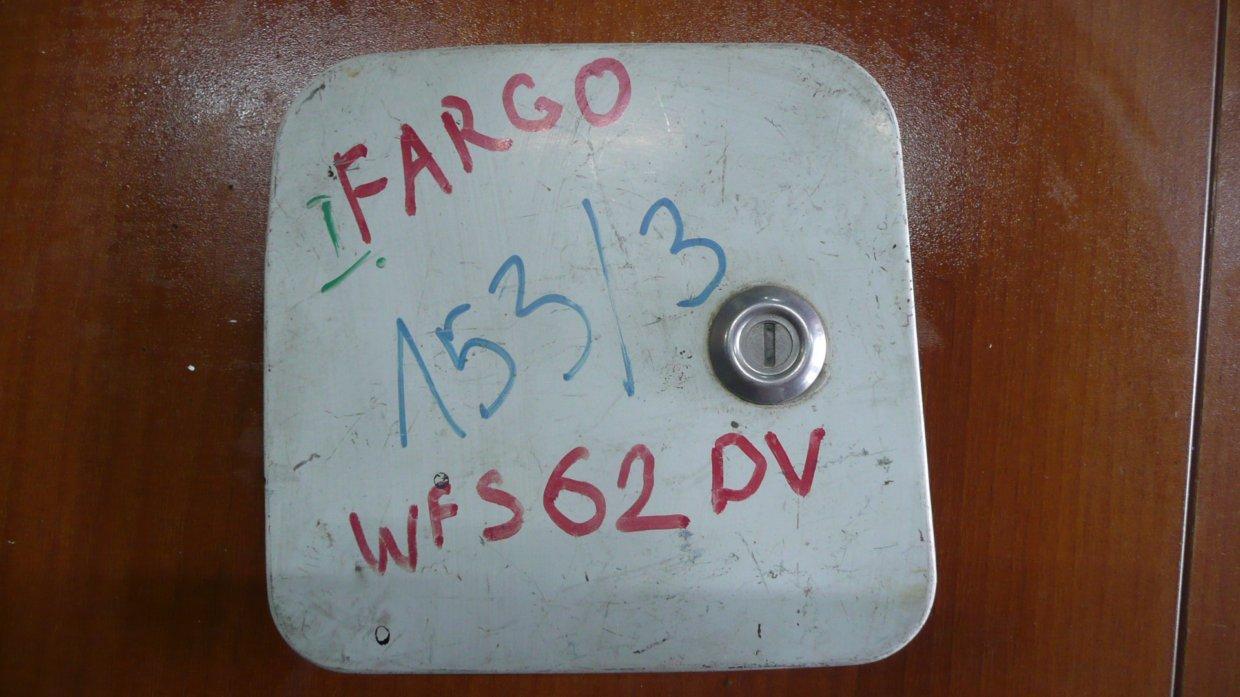 FARGO
I.
153/3
WFS62DV